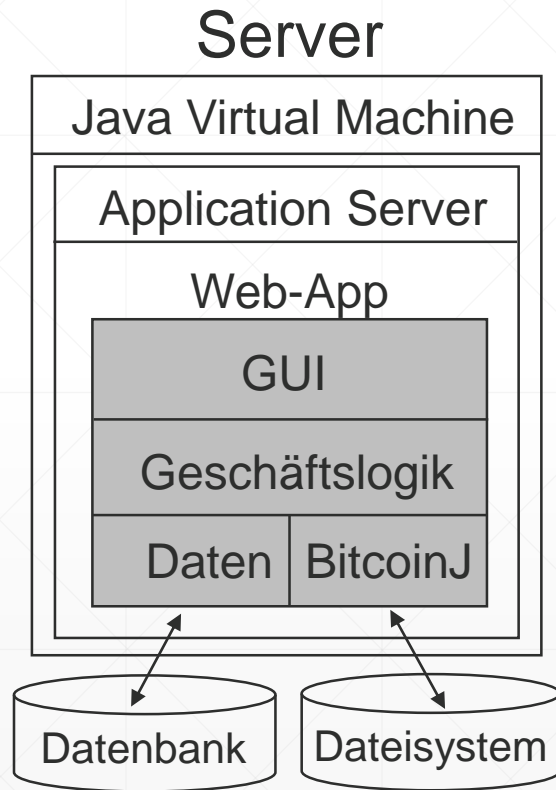 Server
Java Virtual Machine
Application Server
Web-App
GUI
Geschäftslogik
Daten
BitcoinJ
Datenbank
Dateisystem